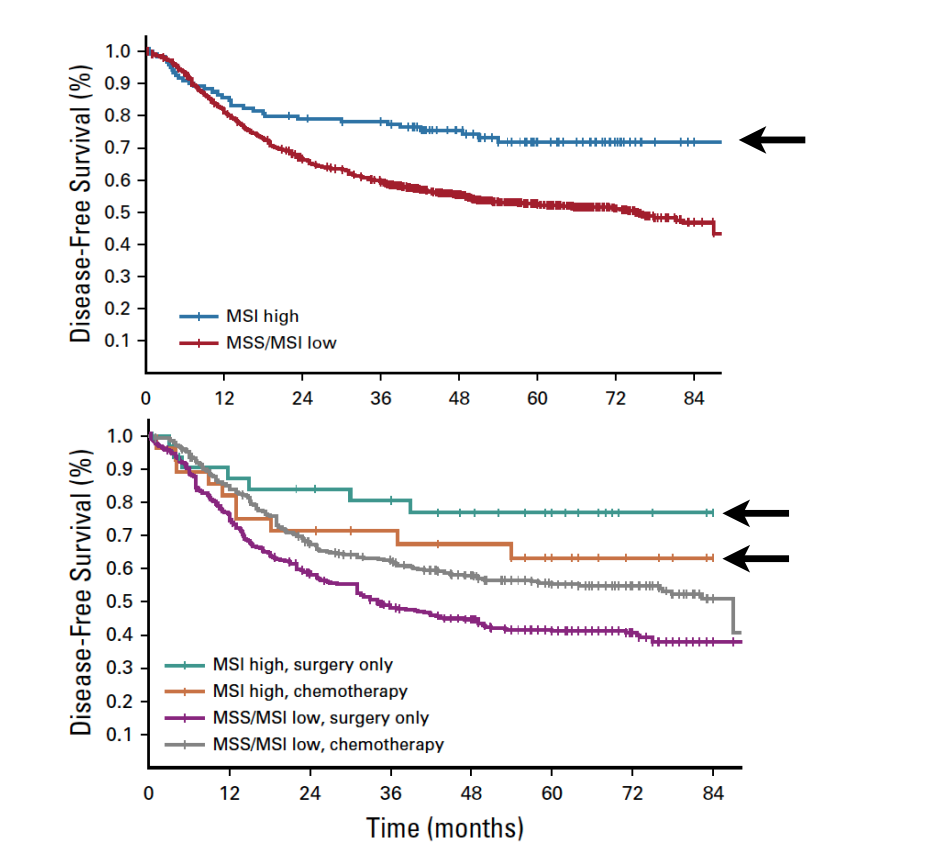 Disease-Free Survival (%)
1.0
0.9
0.8
0.7
0.6
0.5
0.4
0.3
0.2
0.1
MSI high
MSS/MSI low
0 12 24 36 48 60 72 84
Disease-Free Survival (%)
1.0
0.9
0.8
0.7
0.6
0.5
0.4
0.3
0.2
0.1
MSI high, surgery only
MSI high, chemotherapy
MSS/MSI low, surgery only
MSS/MSI low, chemotherapy
0 12 24 36 48 60 72 84
Time (months)